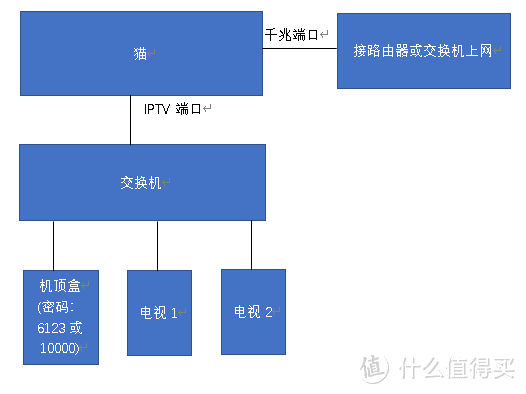 猫
千兆端口
接路由器或交换机上网
IPTV 端口
交换机
机顶盒
(密码：
6123 或
10000)
电视 1
电视 2
值 什么值得买